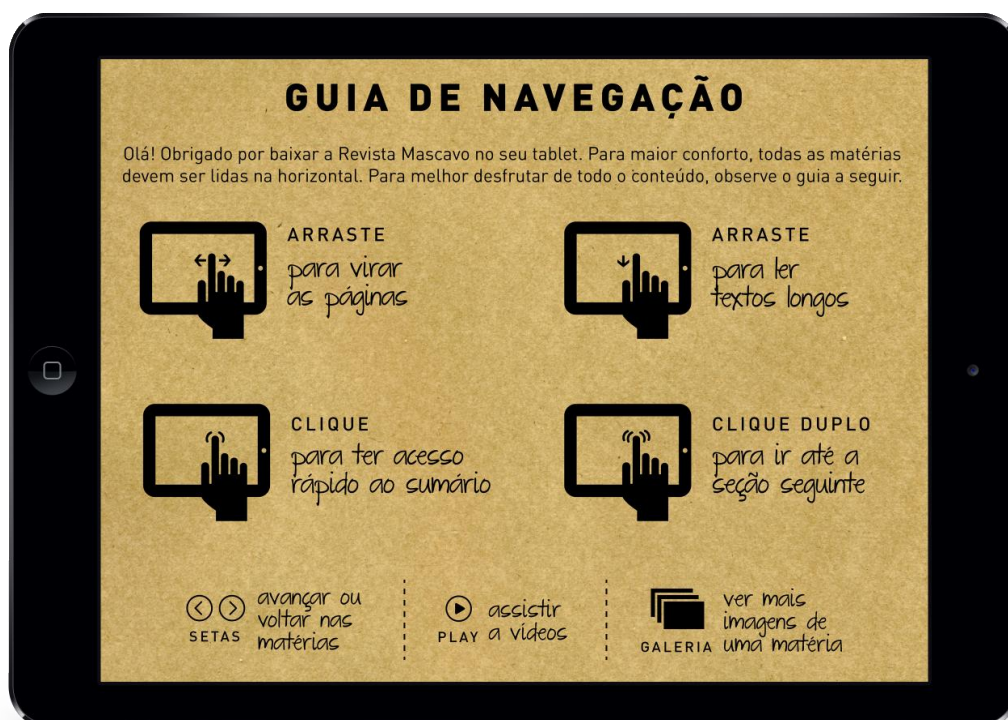 GUIA DE NAVEGAÇÃO
Olá! Obrigado por baixar a Revista Mascavo no seu tablet. Para maior conforto, todas as matérias
devem ser lidas na horizontal. Para melhor desfrutar de todo o conteúdo, observe o guia a seguir.
ARRASTE
para virar
as páginas
ARRASTE
para ler
textos longos
CLIQUE
para ter acesso
rápido ao sumário
CLIQUE DUPLO
para ir até a
seção seguinte
SETAS
avançar ou
voltar nas
matérias
PLAY
assistir
a vídeos
GALERIA
ver mais
imagens de
uma matéria